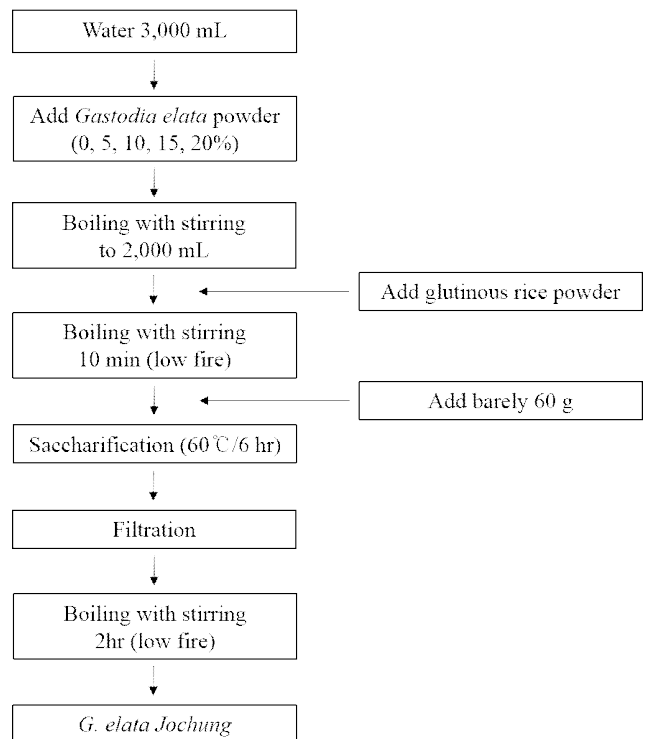 Water 3,000 mL
Add Gastodia elata powder
(0, 5, 10, 15, 20%)
Boiling with stirring
to 2,000 mL
Add glutinous rice powder
Boiling with stirring
10 min (low fire)
Add barely 60 g
Saccharification (60℃/6 hr)
Filtration
Boiling with stirring
2hr (low fire)
G. elata Jochung